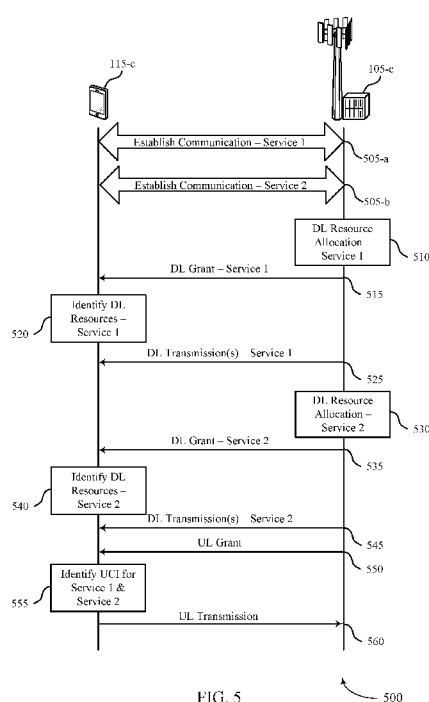 115-c
105-c
Establish Communication – Service 1
505-a
Establish Communication – Service 2
505-b
DL Resource
Allocation
Service 1
510
DL Grant – Service 1
515
Identify DL
Resources –
Service 1
520
DL Transmission(s)   Service 1
525
DL Resource
Allocation –
Service 2
530
DL Grant – Service 2
535
Identify DL
Resources –
Service 2
540
DL Transmission(s)   Service 2
545
UL Grant
550
Identify UCI for
Service 1 &
Service 2
555
UL Transmission
560
500
FIG. 5